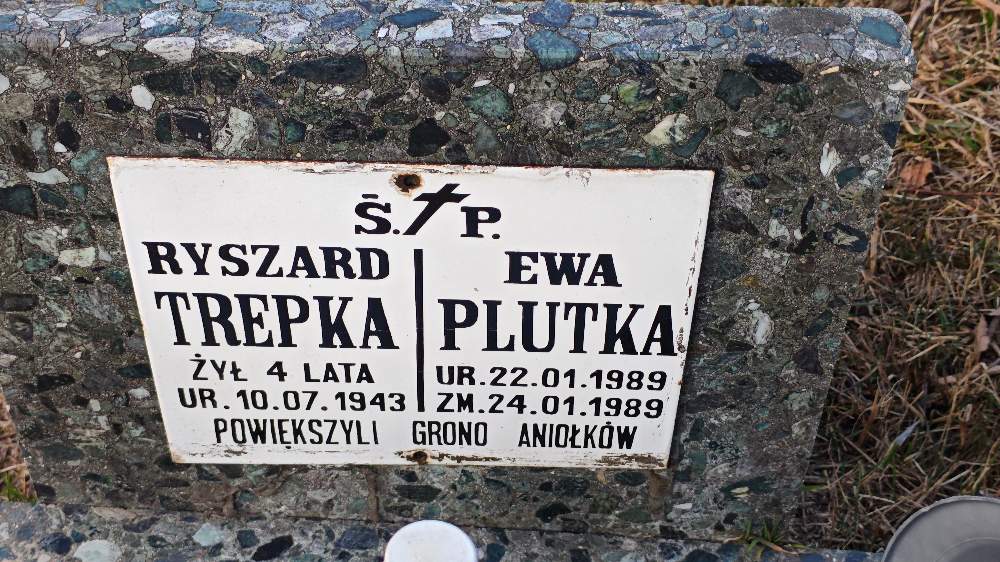 Ś. P.
RYSZARD
TREPKA
ŻYŁ 4 LATA
UR. 10.07.1943
EWA
PLUTKA
UR. 22.01.1989
ZM. 24.01.1989
POWIĘKSZYLI GRONO ANIOŁKÓW